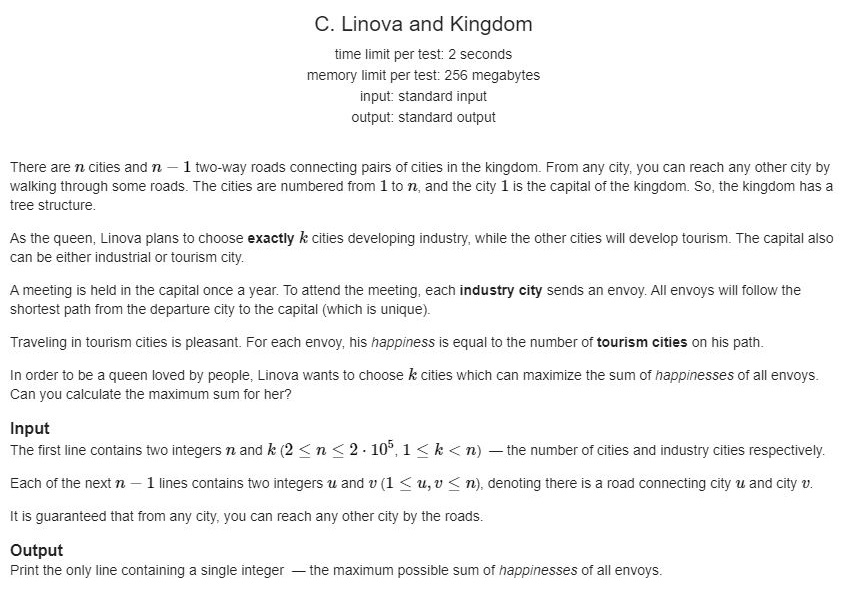 C. Linova and Kingdom
time limit per test: 2 seconds
memory limit per test: 256 megabytes
input: standard input
output: standard output
There are n cities and n − 1 two-way roads connecting pairs of cities in the kingdom. From any city, you can reach any other city by
walking through some roads. The cities are numbered from 1 to n, and the city 1 is the capital of the kingdom. So, the kingdom has a
tree structure.
As the queen, Linova plans to choose exactly k cities developing industry, while the other cities will develop tourism. The capital also
can be either industrial or tourism city.
A meeting is held in the capital once a year. To attend the meeting, each industry city sends an envoy. All envoys will follow the
shortest path from the departure city to the capital (which is unique).
Traveling in tourism cities is pleasant. For each envoy, his happiness is equal to the number of tourism cities on his path.
In order to be a queen loved by people, Linova wants to choose k cities which can maximize the sum of happinesses of all envoys.
Can you calculate the maximum sum for her?
Input
The first line contains two integers n and k (2 ≤ n ≤ 2 · 10⁵, 1 ≤ k < n) — the number of cities and industry cities respectively.
Each of the next n − 1 lines contains two integers u and v (1 ≤ u, v ≤ n), denoting there is a road connecting city u and city v.
It is guaranteed that from any city, you can reach any other city by the roads.
Output
Print the only line containing a single integer — the maximum possible sum of happinesses of all envoys.